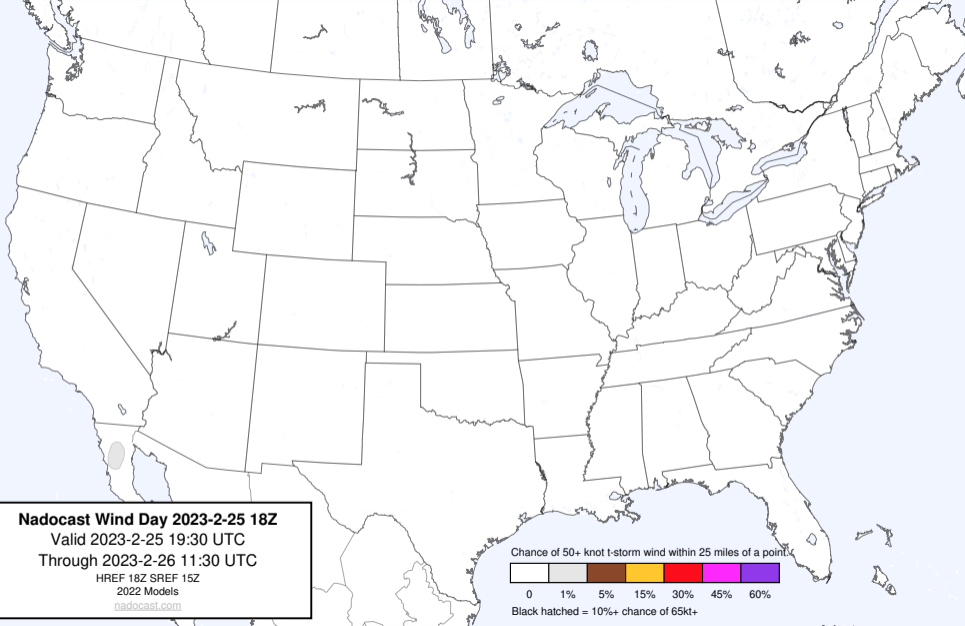 Nadocast Wind Day 2023-2-25 18Z
Valid 2023-2-25 19:30 UTC
Through 2023-2-26 11:30 UTC
HREF 18Z SREF 15Z
2022 Models
nadocast.com
Chance of 50+ knot t-storm wind within 25 miles of a point.
0 1% 5% 15% 30% 45% 60%
Black hatched = 10%+ chance of 65kt+